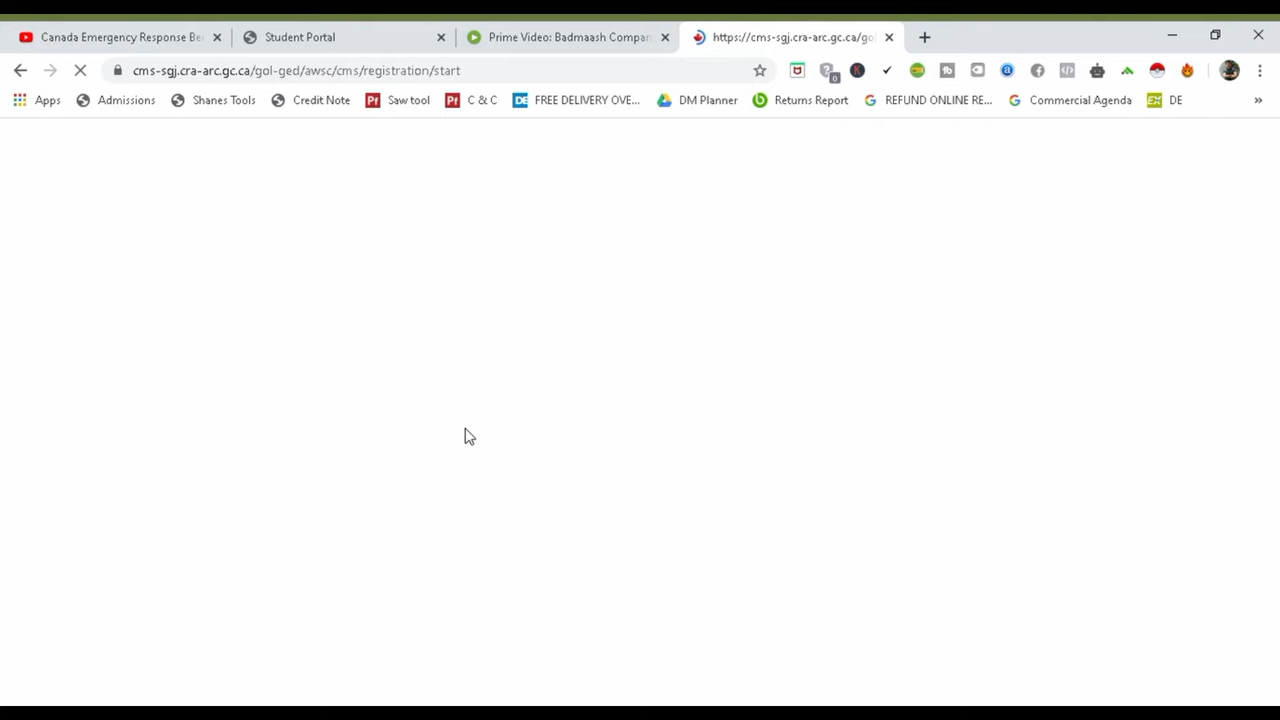 Canada Emergency Response Be
Student Portal
Prime Video: Badmaash Compan
https://cms-sgj.cra-arc.gc.ca/gol
cms-sgj.cra-arc.gc.ca/gol-ged/awsc/cms/registration/start
0
Apps
Admissions
Shanes Tools
Credit Note
Saw tool
C & C
FREE DELIVERY OVE...
DM Planner
Returns Report
REFUND ONLINE RE...
Commercial Agenda
DE